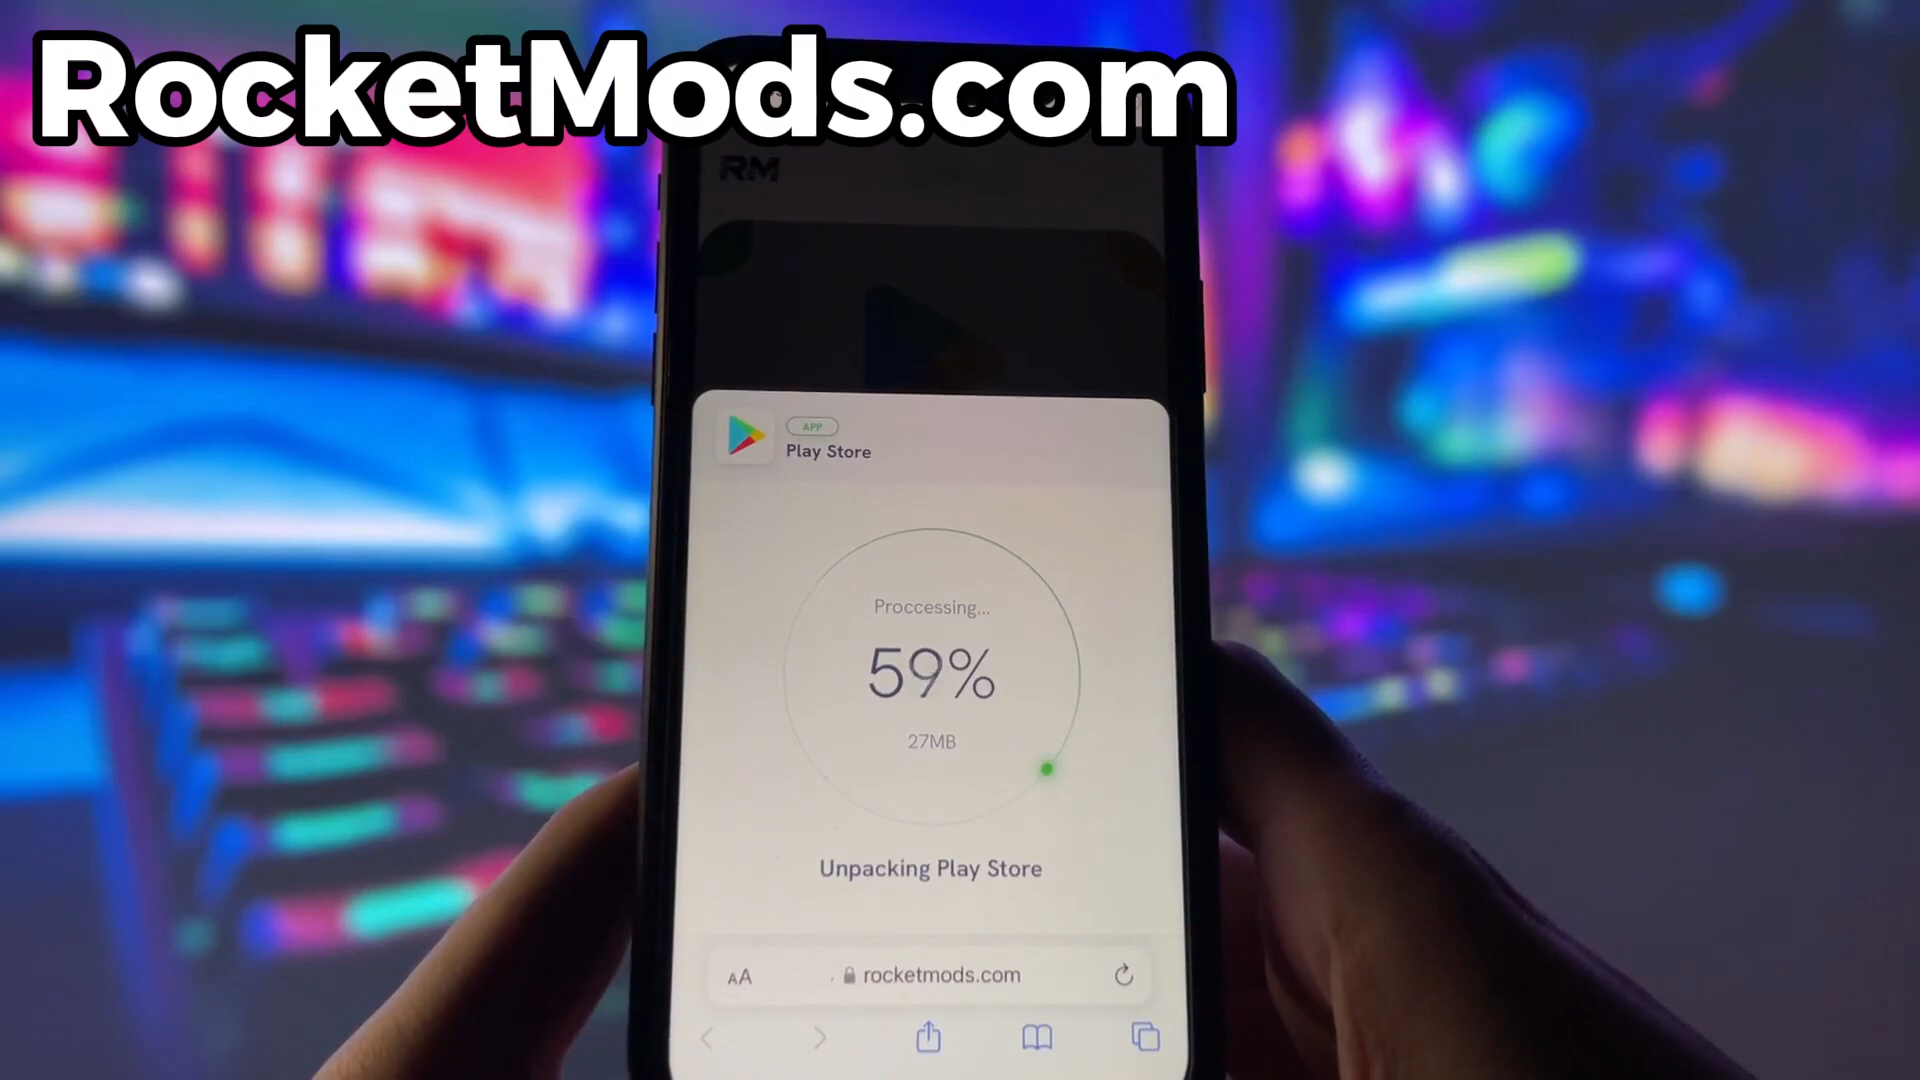 RocketMods.com
RM
APP
Play Store
Proccessing...
59%
27MB
Unpacking Play Store
AA
rocketmods.com